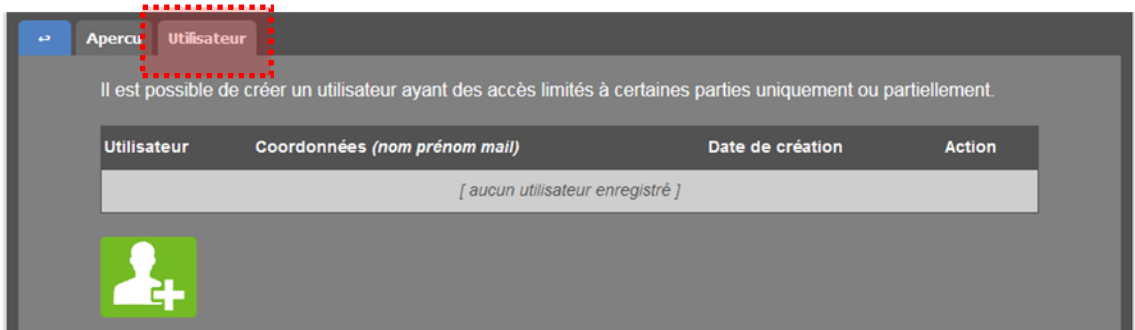 Apercu Utilisateur
Il est possible de créer un utilisateur ayant des accès limités à certaines parties uniquement ou partiellement.
Utilisateur Coordonnées (nom prénom mail) Date de création Action
[ aucun utilisateur enregistré ]